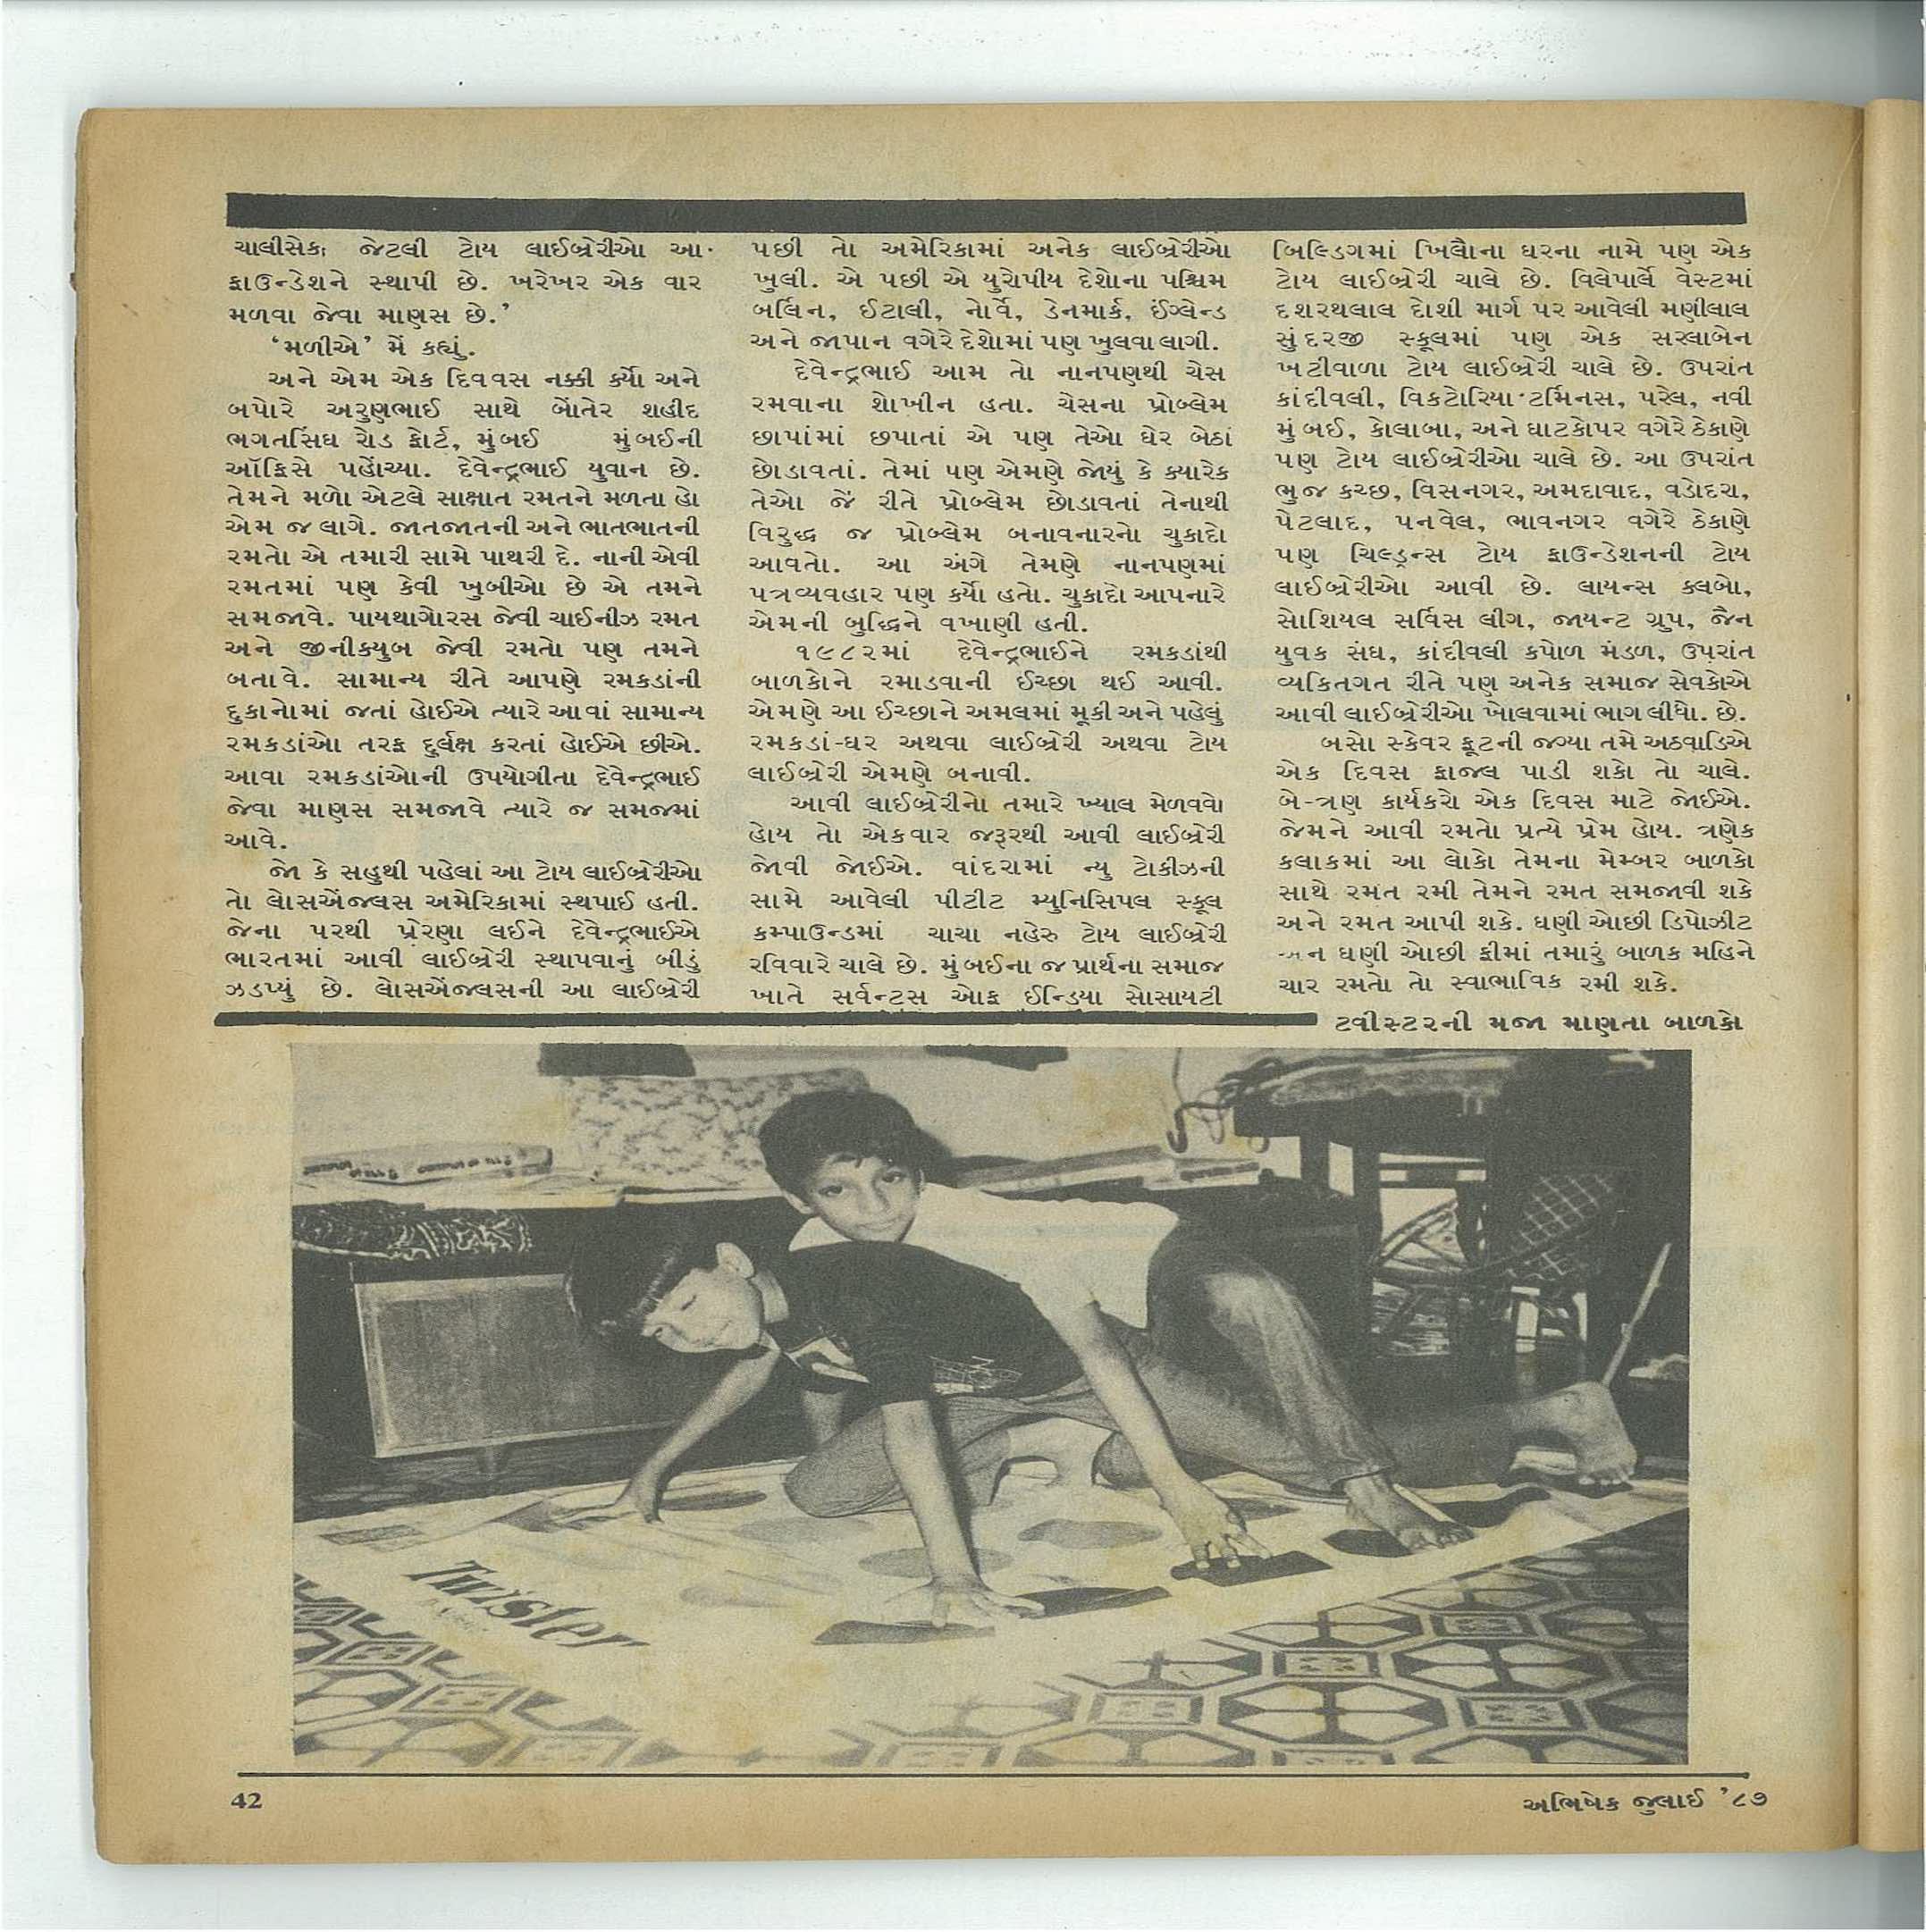 ચાલીસેક જેટલી ટોય લાઈબ્રેરીઓ આ
ફાઉન્ડેશને સ્થાપી છે. ખરેખર એક વાર
મળવા જેવા માણસ છે.’
‘મળીએ’ મેં કહ્યું.
અને એમ એક દિવવસ નક્કી કર્યો અને
બપોરે અરુણભાઈ સાથે બોંતેર શહીદ
ભગતસિંઘ રોડ ફોર્ટ, મુંબઈ મુંબઈની
ઑફિસે પહોંચ્યા. દેવેન્દ્રભાઈ યુવાન છે.
તેમને મળો એટલે સાક્ષાત રમતને મળતા હો
એમ જ લાગે. જાતજાતની અને ભાતભાતની
રમતો એ તમારી સામે પાથરી દે. નાની એવી
રમતમાં પણ કેવી ખુબીઓ છે એ તમને
સમજાવે. પાયથાગોરસ જેવી ચાઈનીઝ રમત
અને જીનીક્યુબ જેવી રમતો પણ તમને
બતાવે. સામાન્ય રીતે આપણે રમકડાંની
દુકાનોમાં જતાં હોઈએ ત્યારે આવાં સામાન્ય
રમકડાંઓ તરફ દુર્લક્ષ કરતાં હોઈએ છીએ.
આવા રમકડાંઓની ઉપયોગીતા દેવેન્દ્રભાઈ
જેવા માણસ સમજાવે ત્યારે જ સમજમાં
આવે.
જો કે સહુથી પહેલાં આ ટોય લાઈબ્રેરીઓ
તો લોસએંજલસ અમેરિકામાં સ્થપાઈ હતી.
જેના પરથી પ્રેરણા લઈને દેવેન્દ્રભાઈએ
ભારતમાં આવી લાઈબ્રેરી સ્થાપવાનું બીડું
ઝડપ્યું છે. લોસએંજલસની આ લાઈબ્રેરી
પછી તો અમેરિકામાં અનેક લાઈબ્રેરીઓ
ખુલી. એ પછી એ યુરોપીય દેશોના પશ્ચિમ
બર્લિન, ઈટાલી, નોર્વે, ડેનમાર્ક, ઈંગ્લેન્ડ
અને જાપાન વગેરે દેશોમાં પણ ખુલવા લાગી.
દેવેન્દ્રભાઈ આમ તો નાનપણથી ચેસ
રમવાના શોખીન હતા. ચેસના પ્રોબ્લેમ
છાપાંમાં છપાતાં એ પણ તેઓ ઘેર બેઠાં
છોડાવતાં. તેમાં પણ એમણે જોયું કે ક્યારેક
તેઓ જે રીતે પ્રોબ્લેમ છોડાવતાં તેનાથી
વિરુદ્ધ જ પ્રોબ્લેમ બનાવનારનો ચુકાદો
આવતો. આ અંગે તેમણે નાનપણમાં
પત્રવ્યવહાર પણ કર્યો હતો. ચુકાદો આપનારે
એમની બુદ્ધિને વખાણી હતી.
૧૯૮૨માં દેવેન્દ્રભાઈને રમકડાંથી
બાળકોને રમાડવાની ઈચ્છા થઈ આવી.
એમણે આ ઈચ્છાને અમલમાં મૂકી અને પહેલું
રમકડાં-ઘર અથવા લાઈબ્રેરી અથવા ટોય
લાઈબ્રેરી એમણે બનાવી.
આવી લાઈબ્રેરીનો તમારે ખ્યાલ મેળવવો
હોય તો એકવાર જરૂરથી આવી લાઈબ્રેરી
જોવી જોઈએ. વાંદરામાં ન્યુ ટોકીઝની
સામે આવેલી પીટીટ મ્યુનિસિપલ સ્કૂલ
કમ્પાઉન્ડમાં ચાચા નહેરુ ટોય લાઈબ્રેરી
રવિવારે ચાલે છે. મુંબઈના જ પ્રાર્થના સમાજ
ખાતે સર્વન્ટસ ઓફ ઈન્ડિયા સોસાયટી
બિલ્ડિગમાં ખિલૌના ઘરના નામે પણ એક
ટોય લાઈબ્રેરી ચાલે છે. વિલેપાર્લે વેસ્ટમાં
દશરથલાલ દોશી માર્ગ પર આવેલી મણીલાલ
સુંદરજી સ્કૂલમાં પણ એક સરલાબેન
ખટીવાળા ટોય લાઈબ્રેરી ચાલે છે. ઉપરાંત
કાંદીવલી, વિકટોરિયા ટર્મિનસ, પરેલ, નવી
મુંબઈ, કોલાબા, અને ઘાટકોપર વગેરે ઠેકાણે
પણ ટોય લાઈબ્રેરીઓ ચાલે છે. આ ઉપરાંત
ભુજ કચ્છ, વિસનગર, અમદાવાદ, વડોદરા,
પેટલાદ, પનવેલ, ભાવનગર વગેરે ઠેકાણે
પણ ચિલ્ડ્રન્સ ટોય ફાઉન્ડેશનની ટોય
લાઈબ્રેરીઓ આવી છે. લાયન્સ ક્લબો,
સોશિયલ સર્વિસ લીગ, જાયન્ટ ગ્રુપ, જૈન
યુવક સંઘ, કાંદીવલી કપોળ મંડળ, ઉપરાંત
વ્યકિતગત રીતે પણ અનેક સમાજ સેવકોએ
આવી લાઈબ્રેરીઓ ખોલવામાં ભાગ લીધો. છે.
બસો સ્કેવર ફૂટની જગ્યા તમે અઠવાડિએ
એક દિવસ ફાજલ પાડી શકો તો ચાલે.
બે-ત્રણ કાર્યકરો એક દિવસ માટે જોઈએ.
જેમને આવી રમતો પ્રત્યે પ્રેમ હોય. ત્રણેક
કલાકમાં આ લોકો તેમના મેમ્બર બાળકો
સાથે રમત રમી તેમને રમત સમજાવી શકે
અને રમત આપી શકે. ઘણી ઓછી ડિપોઝીટ
ઘણી ઓછી ફીમાં તમારું બાળક મહિને
ચાર રમતો તો સ્વાભાવિક રમી શકે.
ટ્વીસ્ટરની મજા માણતા બાળકો
Twister
42
અભિષેક જુલાઈ ’૮૭